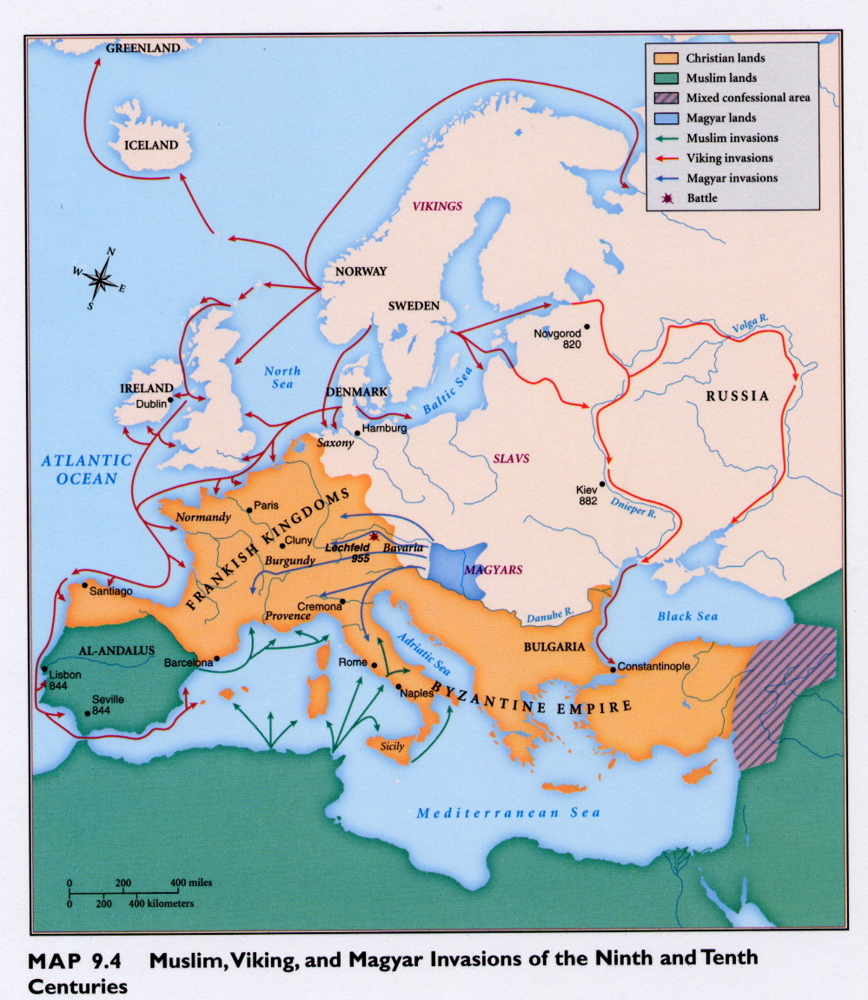 GREENLAND
Christian lands
Muslim lands
Mixed confessional area
Magyar lands
Muslim invasions
Viking invasions
Magyar invasions
Battle
ICELAND
VIKINGS
N
W
E
S
NORWAY
SWEDEN
Novgorod
820
Volga R.
North
Sea
IRELAND
Dublin
DENMARK
Baltic Sea
RUSSIA
Hamburg
Saxony
ATLANTIC
OCEAN
SLAVS
Kiev
882
Dnieper R.
Paris
Normandy
FRANKISH KINGDOMS
Cluny
Lechfeld
955
Bavaria
Burgundy
MAGYARS
Santiago
Cremona
Provence
Danube R.
Black Sea
AL-ANDALUS
Barcelona
Rome
Adriatic Sea
BULGARIA
Constantinople
Lisbon
844
Seville
844
Naples
BYZANTINE EMPIRE
Sicily
Mediterranean Sea
0 200 400 miles
0 200 400 kilometers
MAP 9.4 Muslim, Viking, and Magyar Invasions of the Ninth and Tenth
Centuries